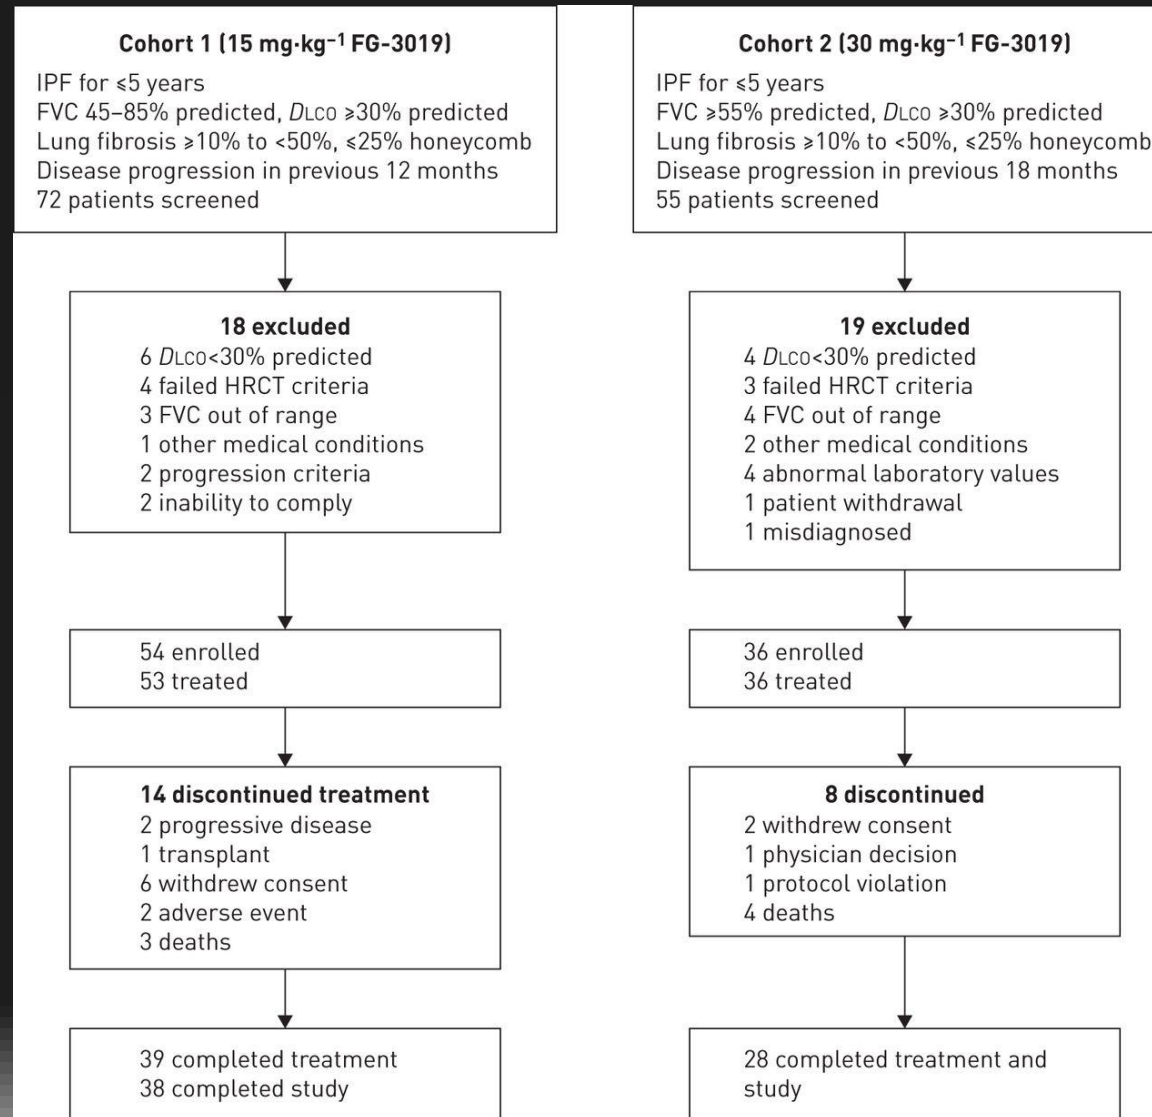 Cohort 1 (15 mg·kg⁻¹ FG-3019)
IPF for ≤5 years
FVC 45–85% predicted, DLCO ≥30% predicted
Lung fibrosis ≥10% to <50%, ≤25% honeycomb
Disease progression in previous 12 months
72 patients screened
18 excluded
6 DLCO<30% predicted
4 failed HRCT criteria
3 FVC out of range
1 other medical conditions
2 progression criteria
2 inability to comply
54 enrolled
53 treated
14 discontinued treatment
2 progressive disease
1 transplant
6 withdrew consent
2 adverse event
3 deaths
39 completed treatment
38 completed study
Cohort 2 (30 mg·kg⁻¹ FG-3019)
IPF for ≤5 years
FVC ≥55% predicted, DLCO ≥30% predicted
Lung fibrosis ≥10% to <50%, ≤25% honeycomb
Disease progression in previous 18 months
55 patients screened
19 excluded
4 DLCO<30% predicted
3 failed HRCT criteria
4 FVC out of range
2 other medical conditions
4 abnormal laboratory values
1 patient withdrawal
1 misdiagnosed
36 enrolled
36 treated
8 discontinued
2 withdrew consent
1 physician decision
1 protocol violation
4 deaths
28 completed treatment and
study